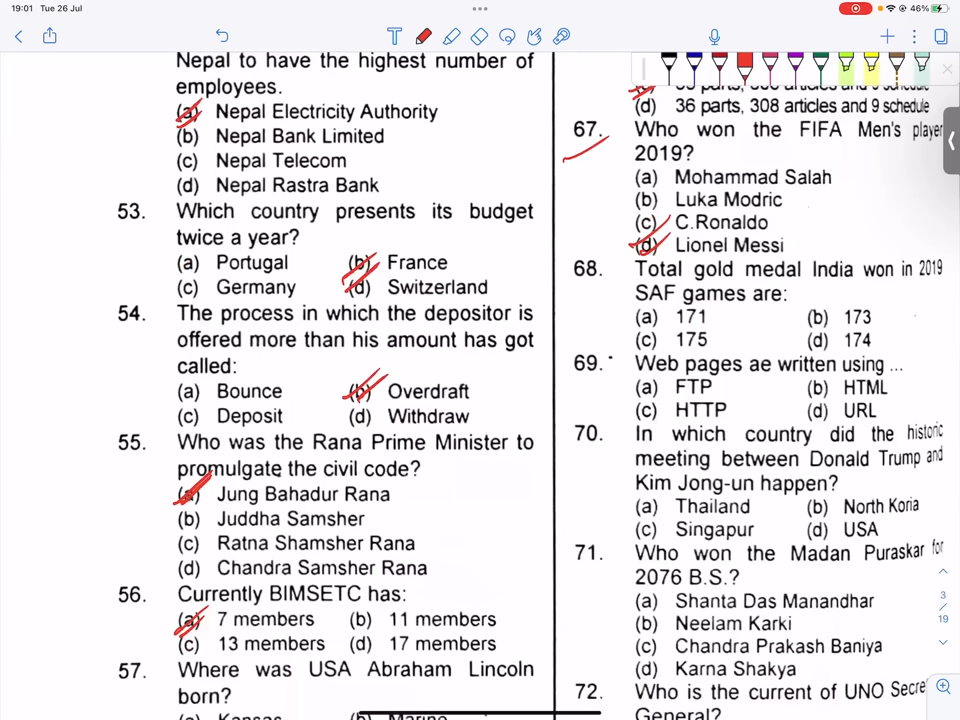 19:01 Tue 26 Jul
46%
Nepal to have the highest number of
employees.
(a) Nepal Electricity Authority
(b) Nepal Bank Limited
(c) Nepal Telecom
(d) Nepal Rastra Bank
53. Which country presents its budget
twice a year?
(a) Portugal (b) France
(c) Germany (d) Switzerland
54. The process in which the depositor is
offered more than his amount has got
called:
(a) Bounce (b) Overdraft
(c) Deposit (d) Withdraw
55. Who was the Rana Prime Minister to
promulgate the civil code?
(a) Jung Bahadur Rana
(b) Juddha Samsher
(c) Ratna Shamsher Rana
(d) Chandra Samsher Rana
56. Currently BIMSETC has:
(a) 7 members (b) 11 members
(c) 13 members (d) 17 members
57. Where was USA Abraham Lincoln
born?
(d) 36 parts, 308 articles and 9 schedule
67. Who won the FIFA Men's player
2019?
(a) Mohammad Salah
(b) Luka Modric
(c) C.Ronaldo
(d) Lionel Messi
68. Total gold medal India won in 2019
SAF games are:
(a) 171 (b) 173
(c) 175 (d) 174
69. Web pages ae written using ...
(a) FTP (b) HTML
(c) HTTP (d) URL
70. In which country did the historic
meeting between Donald Trump and
Kim Jong-un happen?
(a) Thailand (b) North Koria
(c) Singapur (d) USA
71. Who won the Madan Puraskar for
2076 B.S.?
(a) Shanta Das Manandhar
(b) Neelam Karki
(c) Chandra Prakash Baniya
(d) Karna Shakya
72. Who is the current of UNO Secre
General?
3
/
19